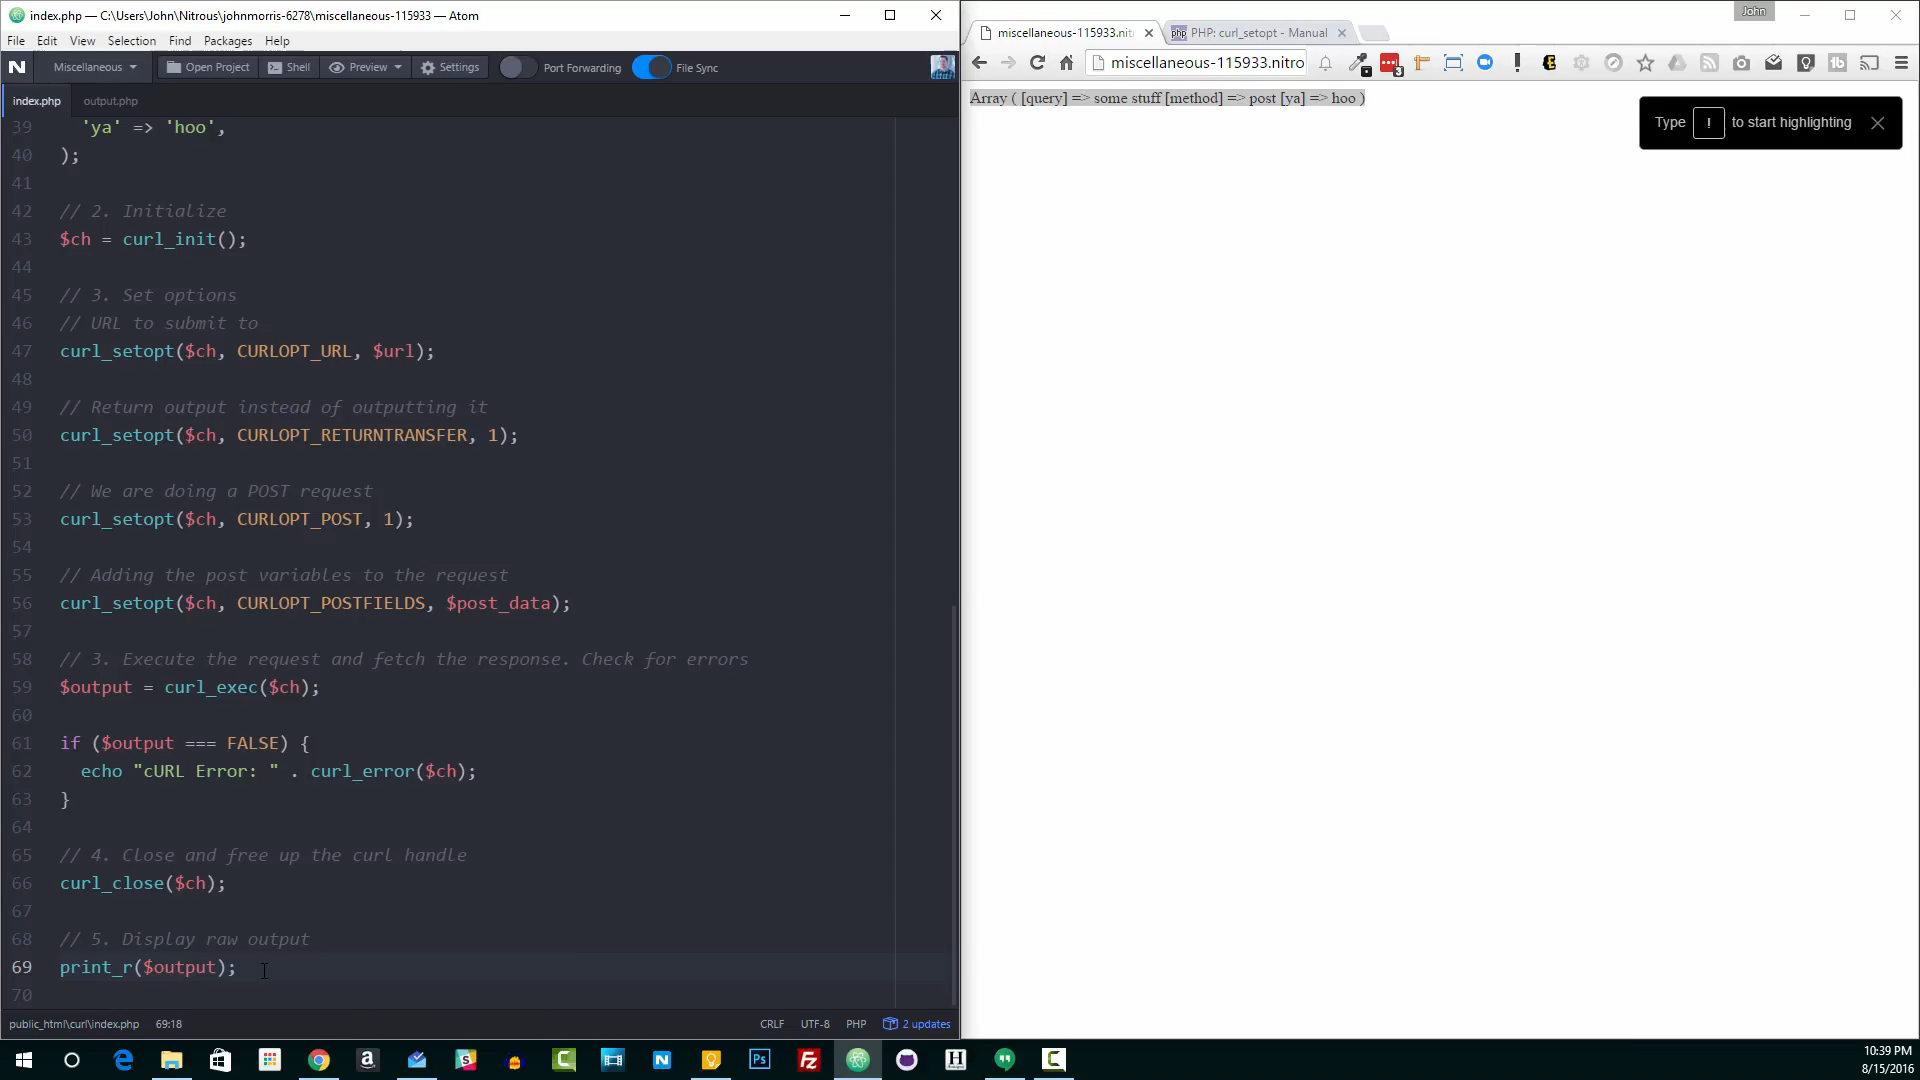 index.php — C:\Users\John\Nitrous\johnmorris-6278\miscellaneous-115933 — Atom
File Edit View Selection Find Packages Help
N Miscellaneous Open Project Shell Preview Settings Port Forwarding File Sync
index.php output.php
39 'ya' => 'hoo',
40 );
41
42 // 2. Initialize
43 $ch = curl_init();
44
45 // 3. Set options
46 // URL to submit to
47 curl_setopt($ch, CURLOPT_URL, $url);
48
49 // Return output instead of outputting it
50 curl_setopt($ch, CURLOPT_RETURNTRANSFER, 1);
51
52 // We are doing a POST request
53 curl_setopt($ch, CURLOPT_POST, 1);
54
55 // Adding the post variables to the request
56 curl_setopt($ch, CURLOPT_POSTFIELDS, $post_data);
57
58 // 3. Execute the request and fetch the response. Check for errors
59 $output = curl_exec($ch);
60
61 if ($output === FALSE) {
62 echo "cURL Error: " . curl_error($ch);
63 }
64
65 // 4. Close and free up the curl handle
66 curl_close($ch);
67
68 // 5. Display raw output
69 print_r($output);
70
public_html\curl\index.php 69:18 CRLF UTF-8 PHP 2 updates
John
miscellaneous-115933.nit php PHP: curl_setopt - Manual
miscellaneous-115933.nitro
3
Array ( [query] => some stuff [method] => post [ya] => hoo )
Type ! to start highlighting
10:39 PM
8/15/2016